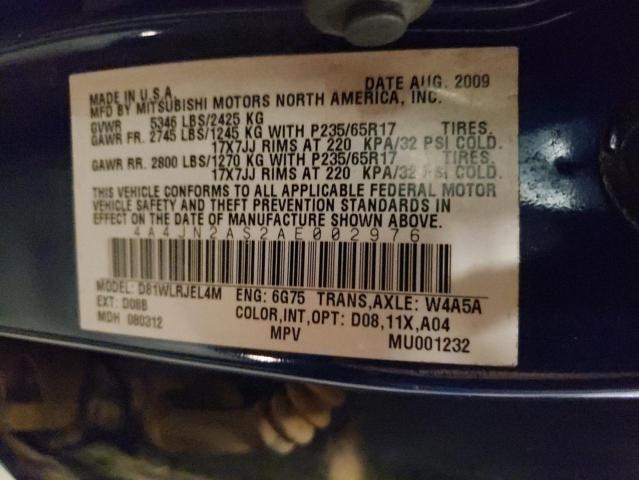 MADE IN U.S.A. DATE AUG. 2009
MFD BY MITSUBISHI MOTORS NORTH AMERICA, INC.
GVWR 5346 LBS/2425 KG
GAWR FR. 2745 LBS/1245 KG WITH P235/65R17 TIRES.
17X7JJ RIMS AT 220 KPA/32 PSI COLD.
GAWR RR. 2800 LBS/1270 KG WITH P235/65R17 TIRES.
17X7JJ RIMS AT 220 KPA/32 PSI COLD.
THIS VEHICLE CONFORMS TO ALL APPLICABLE FEDERAL MOTOR
VEHICLE SAFETY AND THEFT PREVENTION STANDARDS IN
EFFECT ON THE DATE OF MANUFACTURE SHOWN ABOVE.
4A4JN2AS2AE002976
MODEL: D81WLRJEL4M ENG: 6G75 TRANS,AXLE: W4A5A
EXT: D08B COLOR,INT,OPT: D08,11X,A04
MDH 080312 MPV MU001232